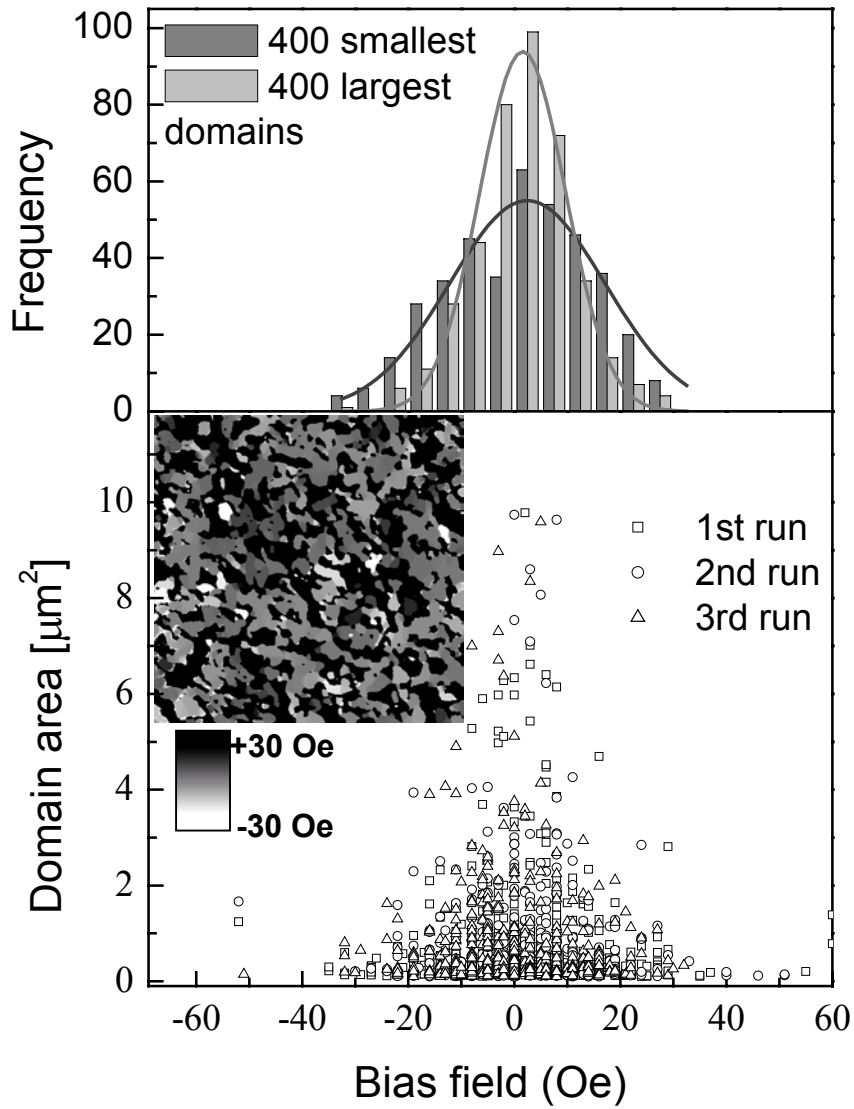 100
80
60
40
20
0
Frequency
400 smallest
400 largest
domains
10
8
6
4
2
0
Domain area [μm²]
1st run
2nd run
3rd run
+30 Oe
-30 Oe
-60 -40 -20 0 20 40 60
Bias field (Oe)